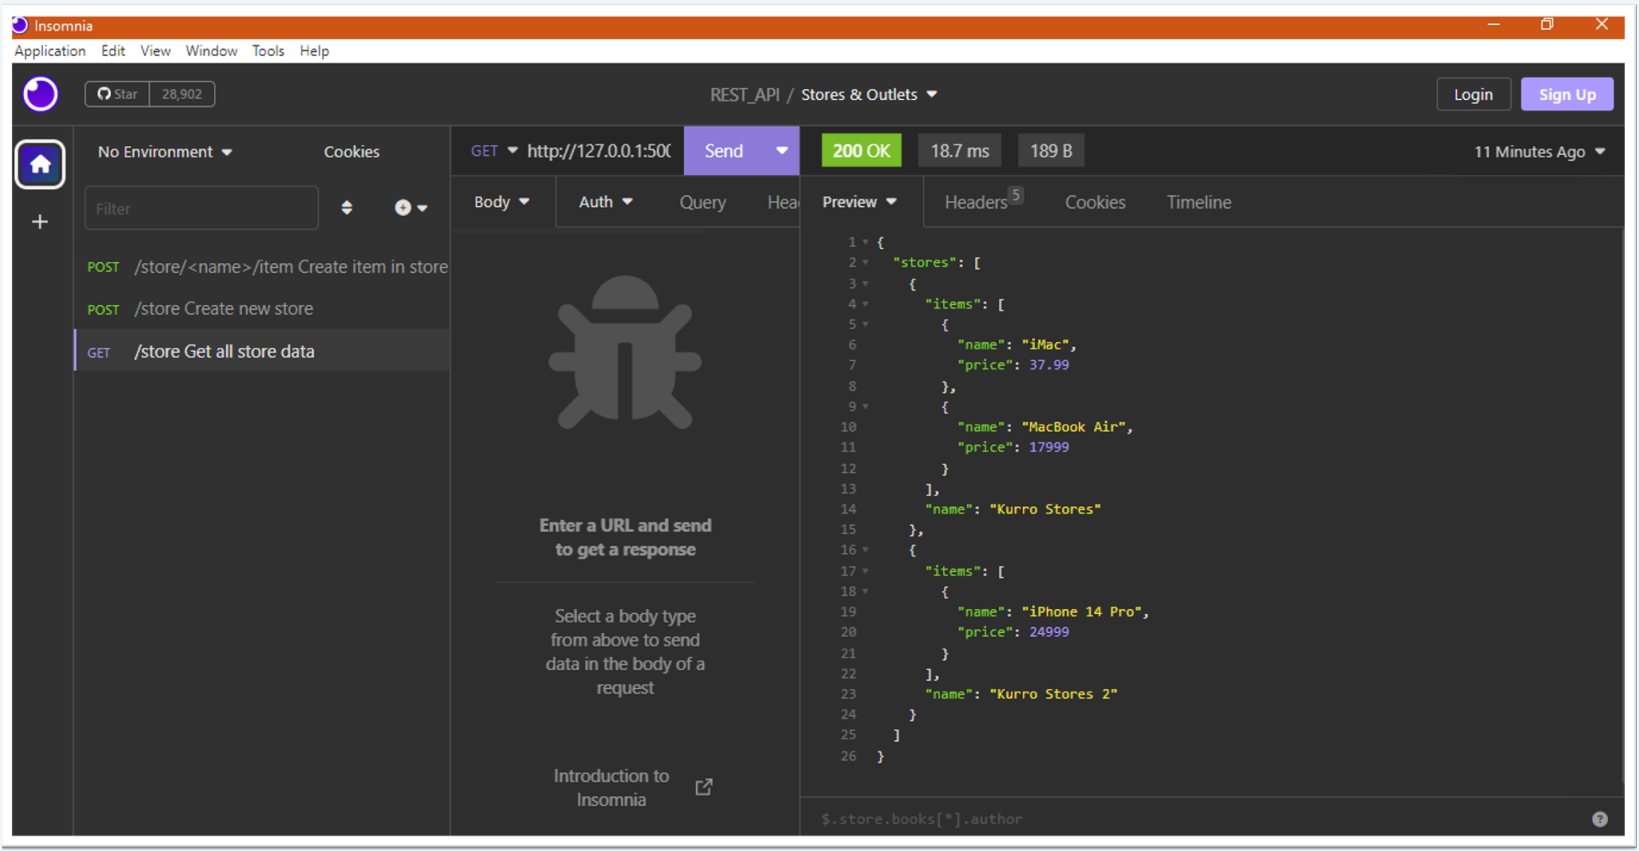 Insomnia
Application Edit View Window Tools Help
Star 28,902
REST_API / Stores & Outlets
Login Sign Up
No Environment Cookies
GET http://127.0.0.1:500 Send
200 OK 18.7 ms 189 B 11 Minutes Ago
Filter
Body Auth Query Hea
Preview Headers 5 Cookies Timeline
POST /store/<name>/item Create item in store
POST /store Create new store
GET /store Get all store data
Enter a URL and send
to get a response
Select a body type
from above to send
data in the body of a
request
Introduction to
Insomnia
1 {
2 "stores": [
3 {
4 "items": [
5 {
6 "name": "iMac",
7 "price": 37.99
8 },
9 {
10 "name": "MacBook Air",
11 "price": 17999
12 }
13 ],
14 "name": "Kurro Stores"
15 },
16 {
17 "items": [
18 {
19 "name": "iPhone 14 Pro",
20 "price": 24999
21 }
22 ],
23 "name": "Kurro Stores 2"
24 }
25 ]
26 }
$.store.books[*].author